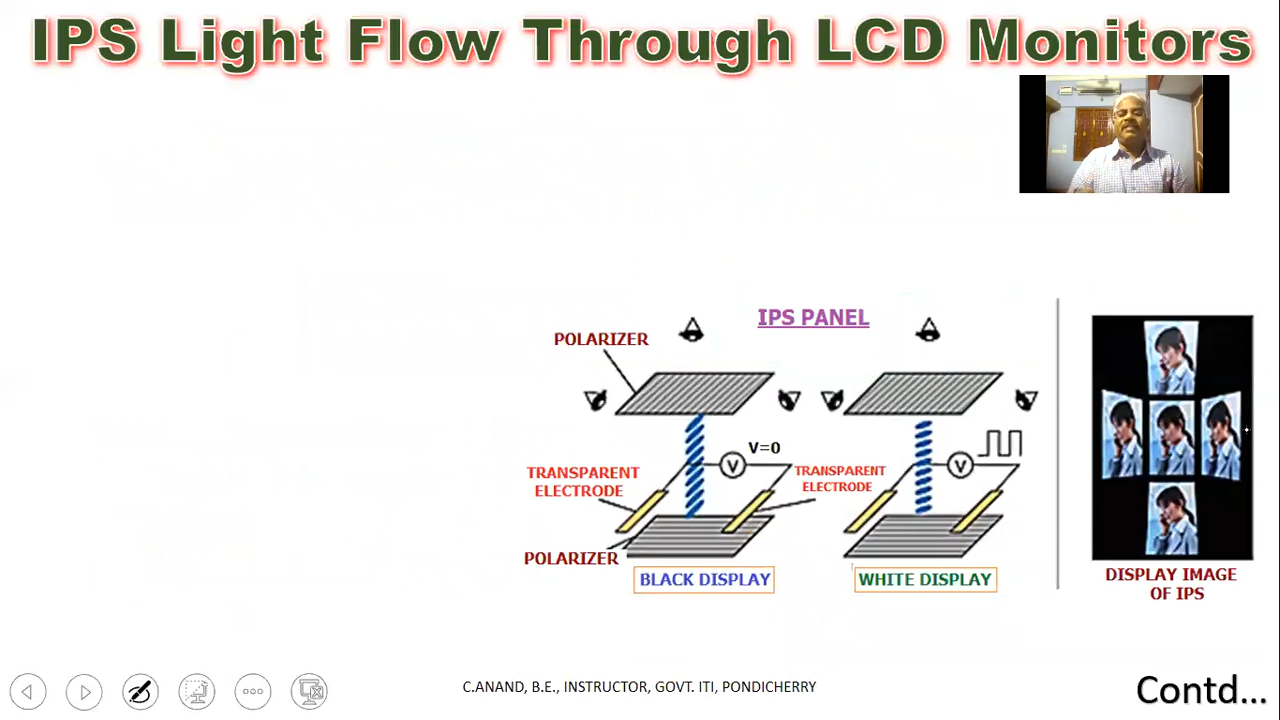 IPS Light Flow Through LCD Monitors
IPS PANEL
POLARIZER
V=0
V
V
TRANSPARENT
ELECTRODE
TRANSPARENT
ELECTRODE
POLARIZER
BLACK DISPLAY
WHITE DISPLAY
DISPLAY IMAGE
OF IPS
C.ANAND, B.E., INSTRUCTOR, GOVT. ITI, PONDICHERRY
Contd...